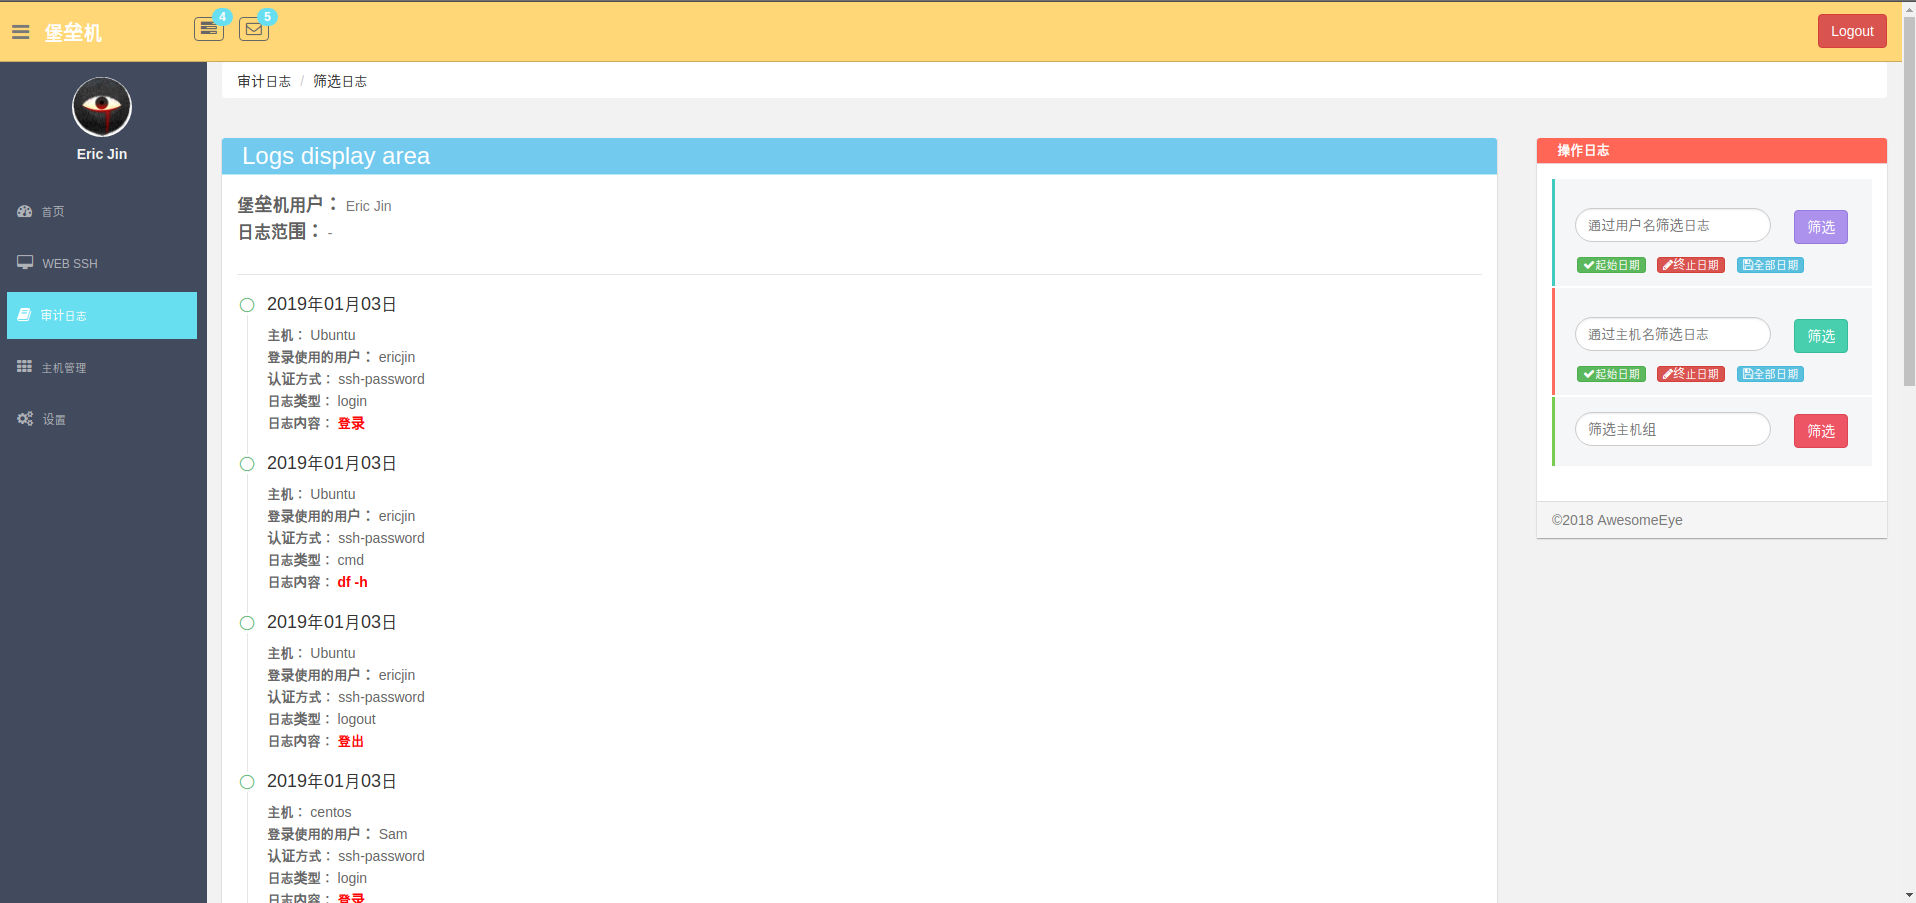 堡垒机
4
5
Logout
Eric Jin
首页
WEB SSH
审计日志
主机管理
设置
审计日志 / 筛选日志
Logs display area
堡垒机用户： Eric Jin
日志范围： -
2019年01月03日
主机： Ubuntu
登录使用的用户： ericjin
认证方式： ssh-password
日志类型： login
日志内容： 登录
2019年01月03日
主机： Ubuntu
登录使用的用户： ericjin
认证方式： ssh-password
日志类型： cmd
日志内容： df -h
2019年01月03日
主机： Ubuntu
登录使用的用户： ericjin
认证方式： ssh-password
日志类型： logout
日志内容： 登出
2019年01月03日
主机： centos
登录使用的用户： Sam
认证方式： ssh-password
日志类型： login
日志内容： 登录
操作日志
通过用户名筛选日志 筛选
起始日期 终止日期 全部日期
通过主机名筛选日志 筛选
起始日期 终止日期 全部日期
筛选主机组 筛选
©2018 AwesomeEye